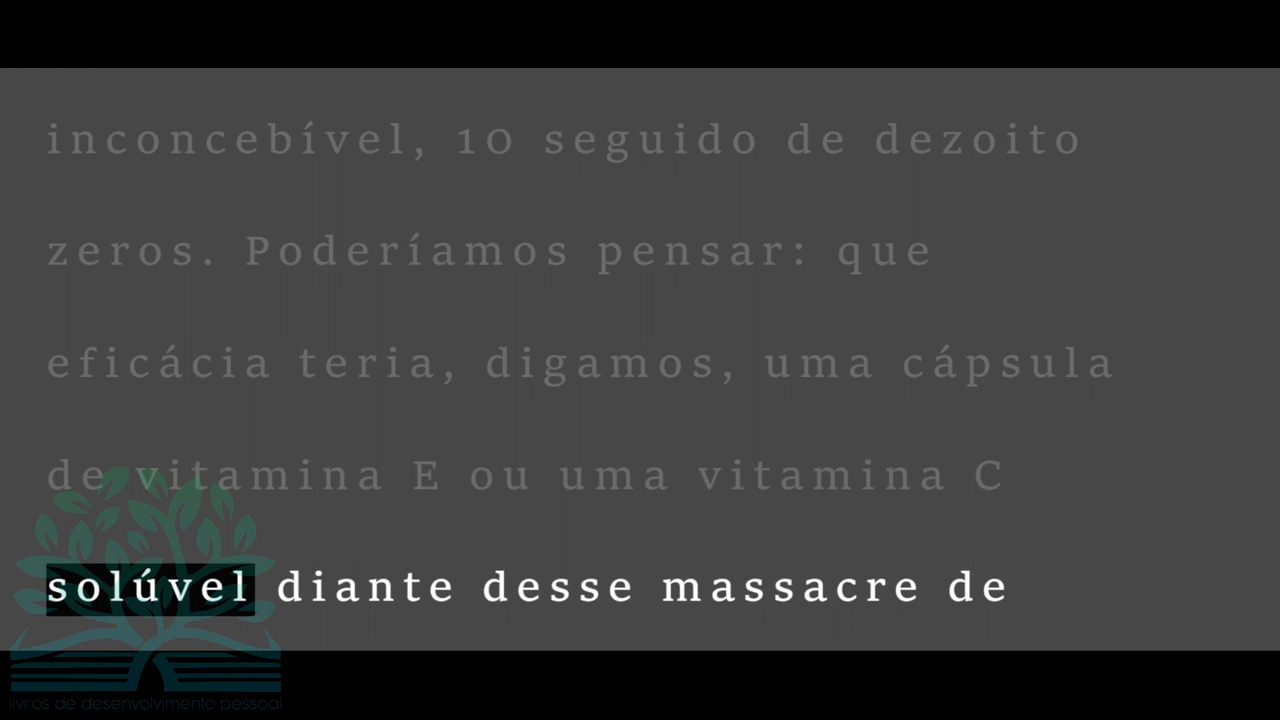 inconcebível, 10 seguido de dezoito
zeros. Poderíamos pensar: que
eficácia teria, digamos, uma cápsula
de vitamina E ou uma vitamina C
solúvel diante desse massacre de
livros de desenvolvimento pessoal